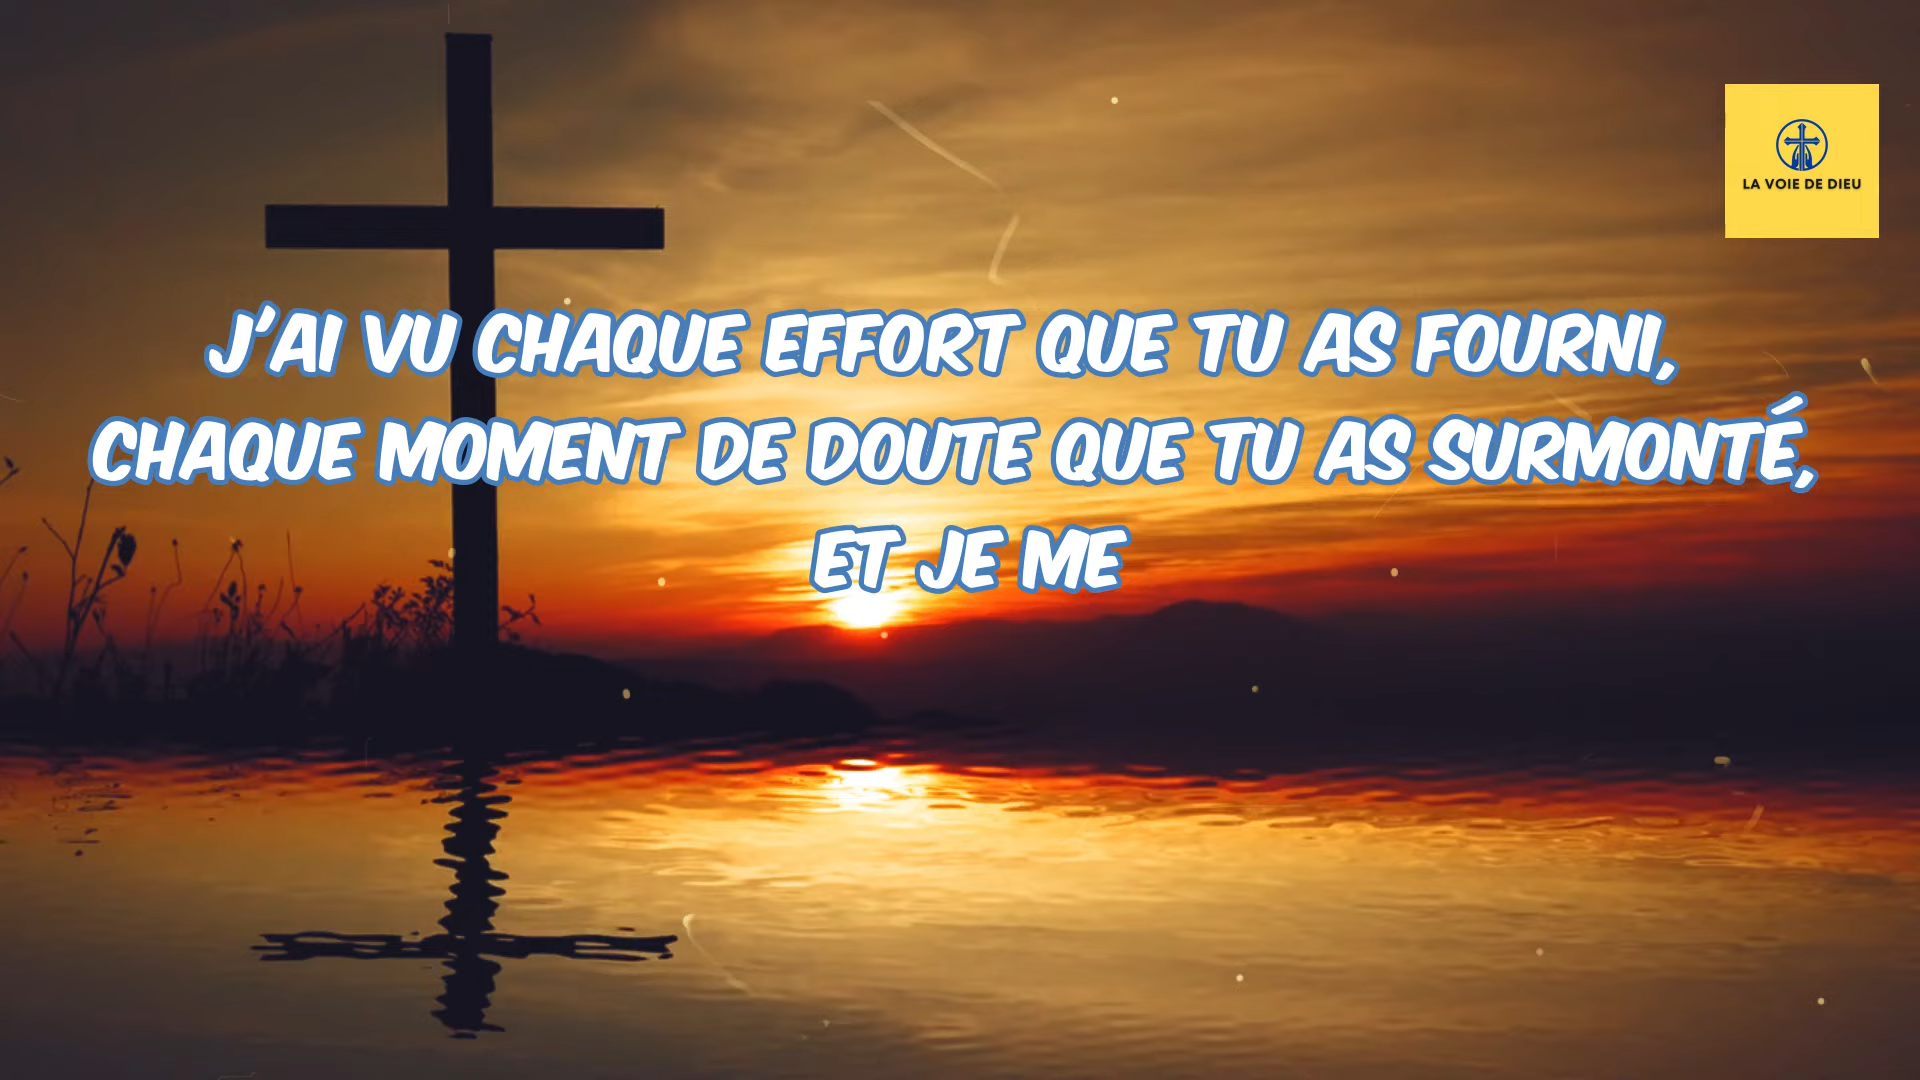 LA VOIE DE DIEU
J'AI VU CHAQUE EFFORT QUE TU AS FOURNI,
CHAQUE MOMENT DE DOUTE QUE TU AS SURMONTÉ,
ET JE ME